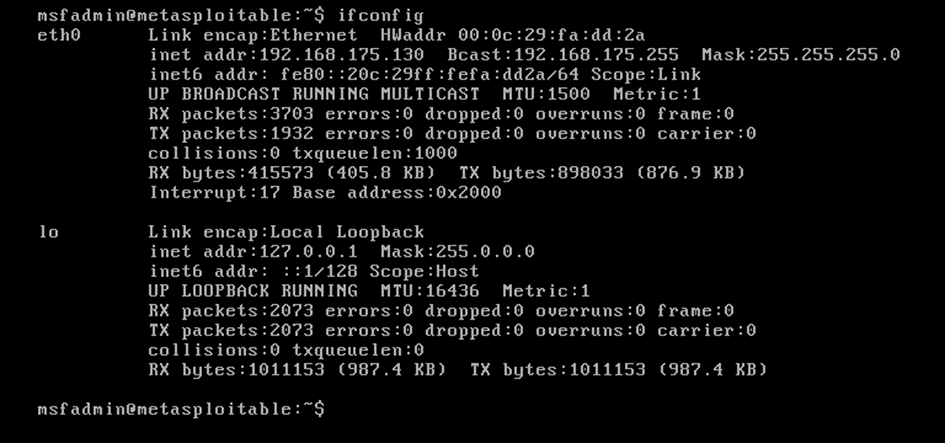 msfadmin@metasploitable:~$ ifconfig
eth0 Link encap:Ethernet HWaddr 00:0c:29:fa:dd:2a
inet addr:192.168.175.130 Bcast:192.168.175.255 Mask:255.255.255.0
inet6 addr: fe80::20c:29ff:fefa:dd2a/64 Scope:Link
UP BROADCAST RUNNING MULTICAST MTU:1500 Metric:1
RX packets:3703 errors:0 dropped:0 overruns:0 frame:0
TX packets:1932 errors:0 dropped:0 overruns:0 carrier:0
collisions:0 txqueuelen:1000
RX bytes:415573 (405.8 KB) TX bytes:898033 (876.9 KB)
Interrupt:17 Base address:0x2000
lo Link encap:Local Loopback
inet addr:127.0.0.1 Mask:255.0.0.0
inet6 addr: ::1/128 Scope:Host
UP LOOPBACK RUNNING MTU:16436 Metric:1
RX packets:2073 errors:0 dropped:0 overruns:0 frame:0
TX packets:2073 errors:0 dropped:0 overruns:0 carrier:0
collisions:0 txqueuelen:0
RX bytes:1011153 (987.4 KB) TX bytes:1011153 (987.4 KB)
msfadmin@metasploitable:~$